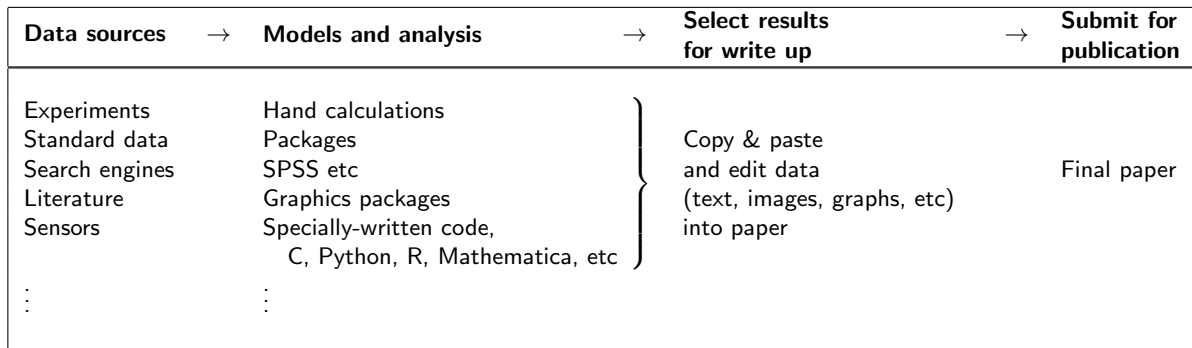 Data sources → Models and analysis → Select results for write up → Submit for publication
Experiments Hand calculations
Standard data Packages Copy & paste
Search engines SPSS etc and edit data Final paper
Literature Graphics packages (text, images, graphs, etc)
Sensors Specially-written code, into paper
C, Python, R, Mathematica, etc
⋮ ⋮